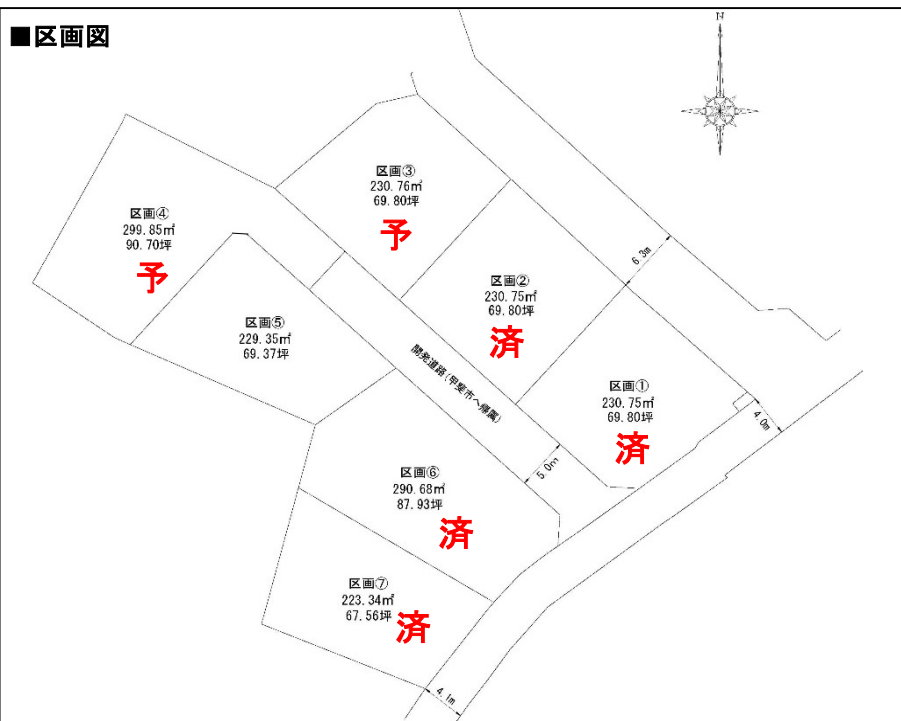 ■区画図
N
区画③
230.76㎡
69.80坪
予
区画④
299.85㎡
90.70坪
予
区画②
230.75㎡
69.80坪
済
6.3m
区画⑤
229.35㎡
69.37坪
開発道路(甲斐市へ帰属)
区画①
230.75㎡
69.80坪
済
4.0m
5.0m
区画⑥
290.68㎡
87.93坪
済
区画⑦
223.34㎡
67.56坪
済
4.1m